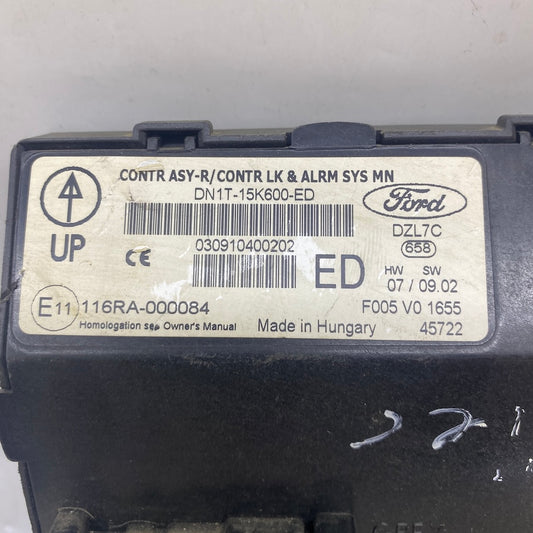 CONTR ASY-R/CONTR LK & ALRM SYS MN
DN1T-15K600-ED
Ford
UP
030910400202
DZL7C
658
CE
ED
HW SW
07 / 09.02
E11 116RA-000084
F005 V0 1655
Homologation see Owner's Manual
Made in Hungary
45722